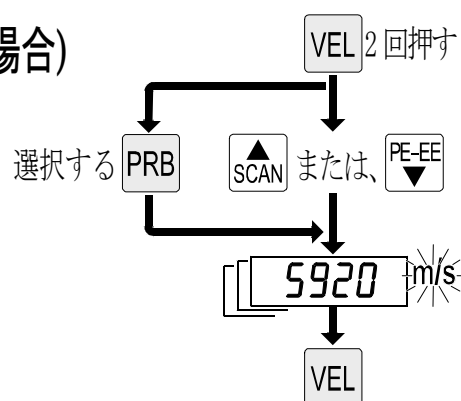 場合)
VEL 2回押す
選択する PRB
▲ SCAN または、 PE-EE ▼
5920 m/s
VEL